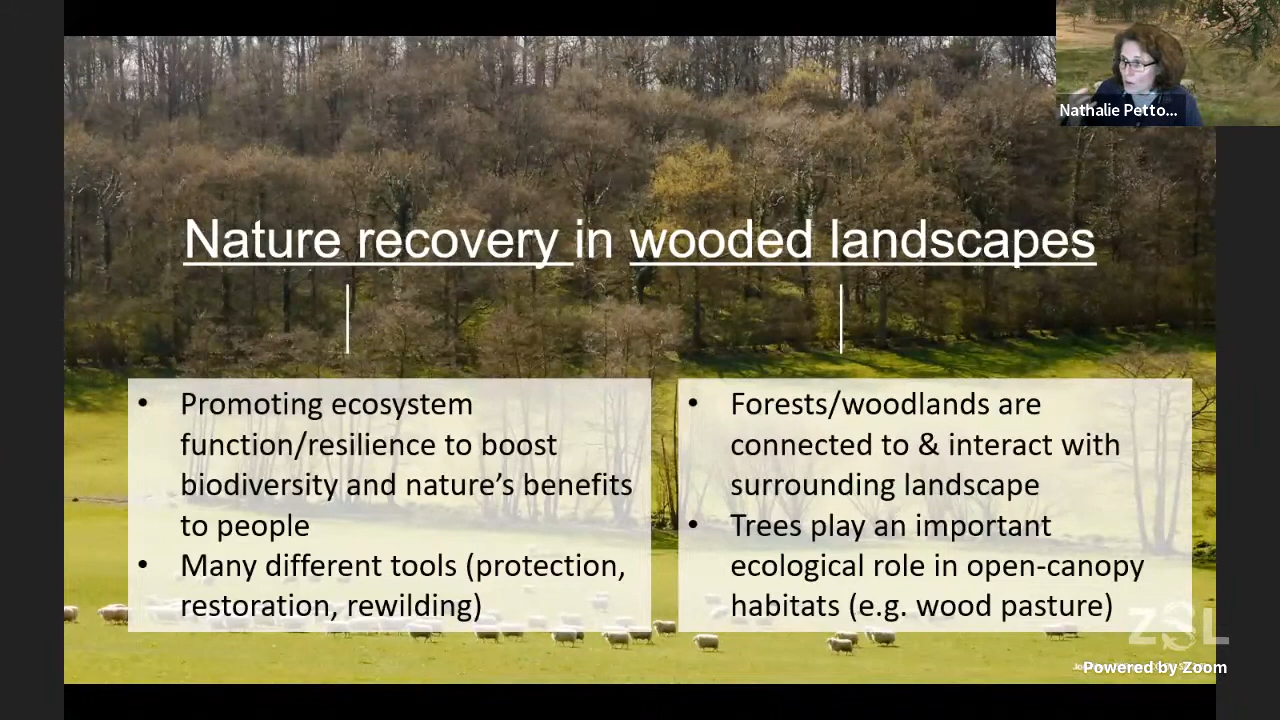 Nathalie Petto...
Nature recovery in wooded landscapes
• Promoting ecosystem
function/resilience to boost
biodiversity and nature's benefits
to people
• Many different tools (protection,
restoration, rewilding)
• Forests/woodlands are
connected to & interact with
surrounding landscape
• Trees play an important
ecological role in open-canopy
habitats (e.g. wood pasture)
ZSL
Powered by Zoom